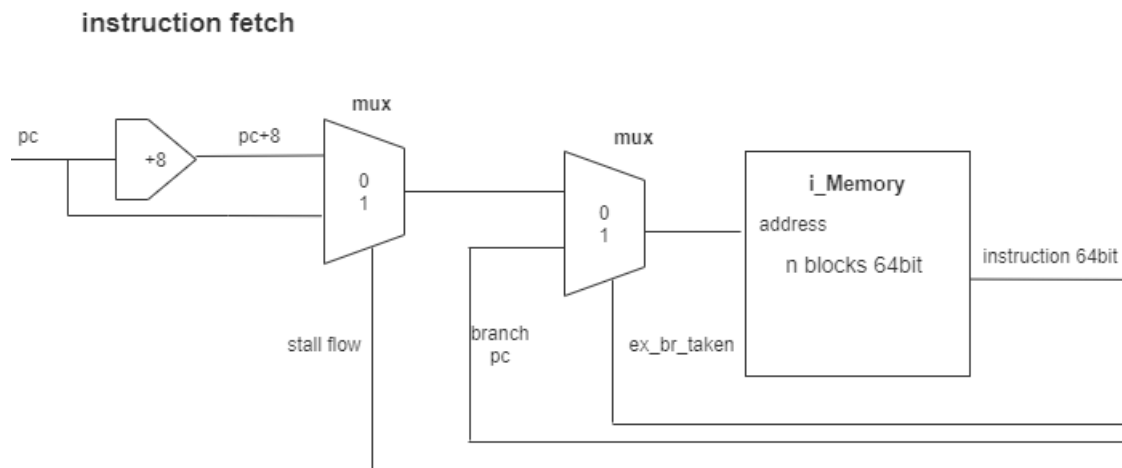 instruction fetch
mux
pc
+8
pc+8
0
1
mux
0
1
i_Memory
address
n blocks 64bit
instruction 64bit
stall flow
branch
pc
ex_br_taken